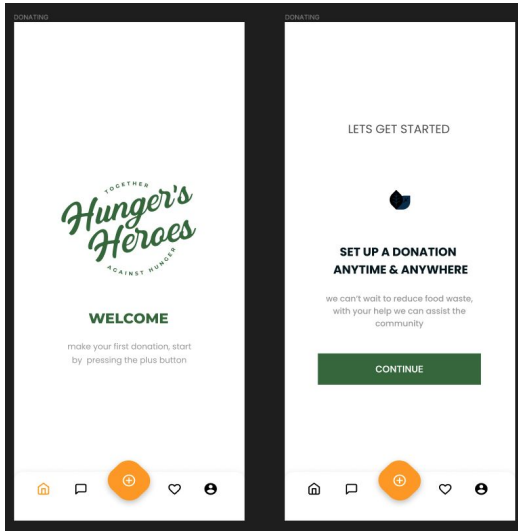 DONATING
TOGETHER
Hunger's
Heroes
AGAINST HUNGER
WELCOME
make your first donation, start
by pressing the plus button
DONATING
LETS GET STARTED
SET UP A DONATION
ANYTIME & ANYWHERE
we can't wait to reduce food waste,
with your help we can assist the
community
CONTINUE